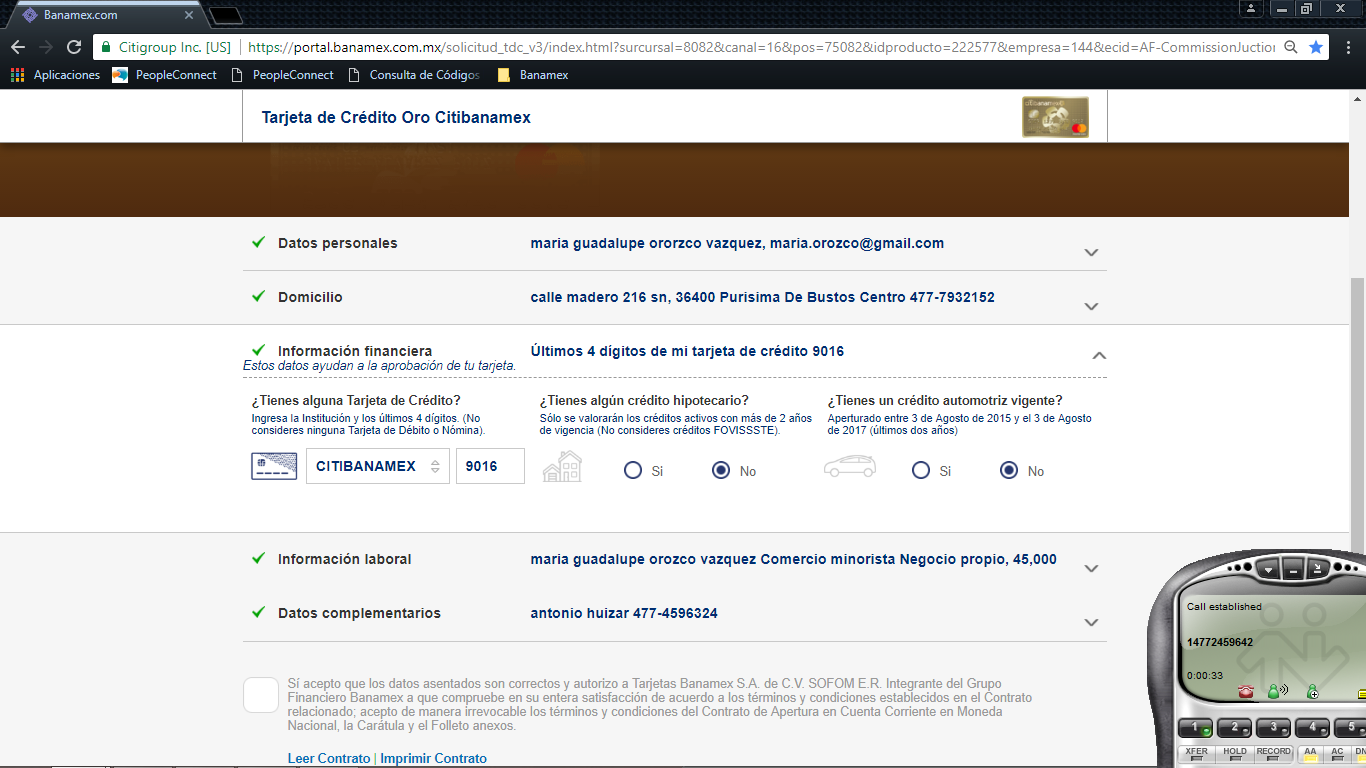 Banamex.com
Citigroup Inc. [US] https://portal.banamex.com.mx/solicitud_tdc_v3/index.html?surcursal=8082&canal=16&pos=75082&idproducto=222577&empresa=144&ecid=AF-CommissionJuctior
Aplicaciones PeopleConnect PeopleConnect Consulta de Códigos Banamex
Tarjeta de Crédito Oro Citibanamex
Datos personales maria guadalupe ororzco vazquez, maria.orozco@gmail.com
Domicilio calle madero 216 sn, 36400 Purisima De Bustos Centro 477-7932152
Información financiera Últimos 4 dígitos de mi tarjeta de crédito 9016
Estos datos ayudan a la aprobación de tu tarjeta.
¿Tienes alguna Tarjeta de Crédito? ¿Tienes algún crédito hipotecario? ¿Tienes un crédito automotriz vigente?
Ingresa la Institución y los últimos 4 dígitos. (No Sólo se valorarán los créditos activos con más de 2 años Aperturado entre 3 de Agosto de 2015 y el 3 de Agosto
consideres ninguna Tarjeta de Débito o Nómina). de vigencia (No consideres créditos FOVISSSTE). de 2017 (últimos dos años)
CITIBANAMEX 9016 Si No Si No
Información laboral maria guadalupe orozco vazquez Comercio minorista Negocio propio, 45,000
Datos complementarios antonio huizar 477-4596324
Call established
14772459642
0:00:33
1 2 3 4 5
XFER HOLD RECORD AA AC DN
Sí acepto que los datos asentados son correctos y autorizo a Tarjetas Banamex S.A. de C.V. SOFOM E.R. Integrante del Grupo
Financiero Banamex a que compruebe en su entera satisfacción de acuerdo a los términos y condiciones establecidos en el Contrato
relacionado; acepto de manera irrevocable los términos y condiciones del Contrato de Apertura en Cuenta Corriente en Moneda
Nacional, la Carátula y el Folleto anexos.
Leer Contrato | Imprimir Contrato